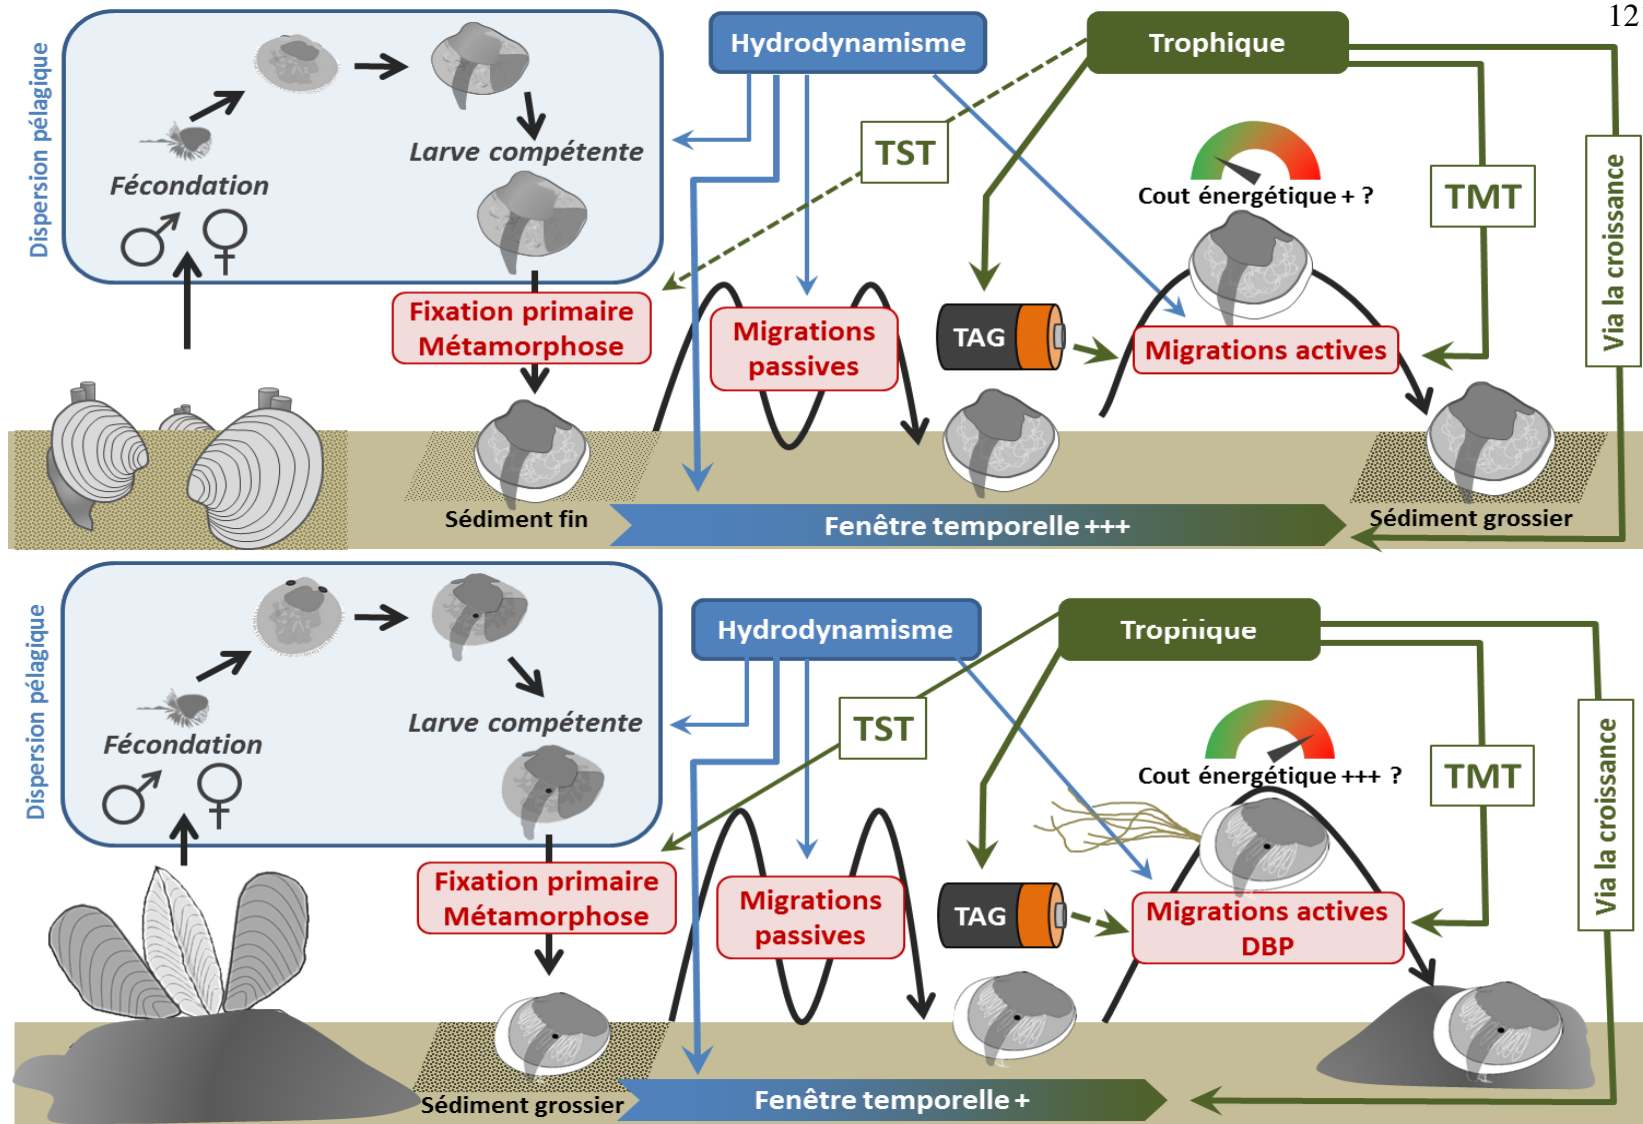 12
Dispersion pélagique
Fécondation
Larve compétente
Fixation primaire
Métamorphose
Sédiment fin
Hydrodynamisme
Trophique
TST
Cout énergétique + ?
TMT
Via la croissance
Migrations
passives
TAG
Migrations actives
Fenêtre temporelle +++
Sédiment grossier
Dispersion pélagique
Fécondation
Larve compétente
Fixation primaire
Métamorphose
Sédiment grossier
Hydrodynamisme
Trophique
TST
Cout énergétique +++ ?
TMT
Via la croissance
Migrations
passives
TAG
Migrations actives
DBP
Fenêtre temporelle +